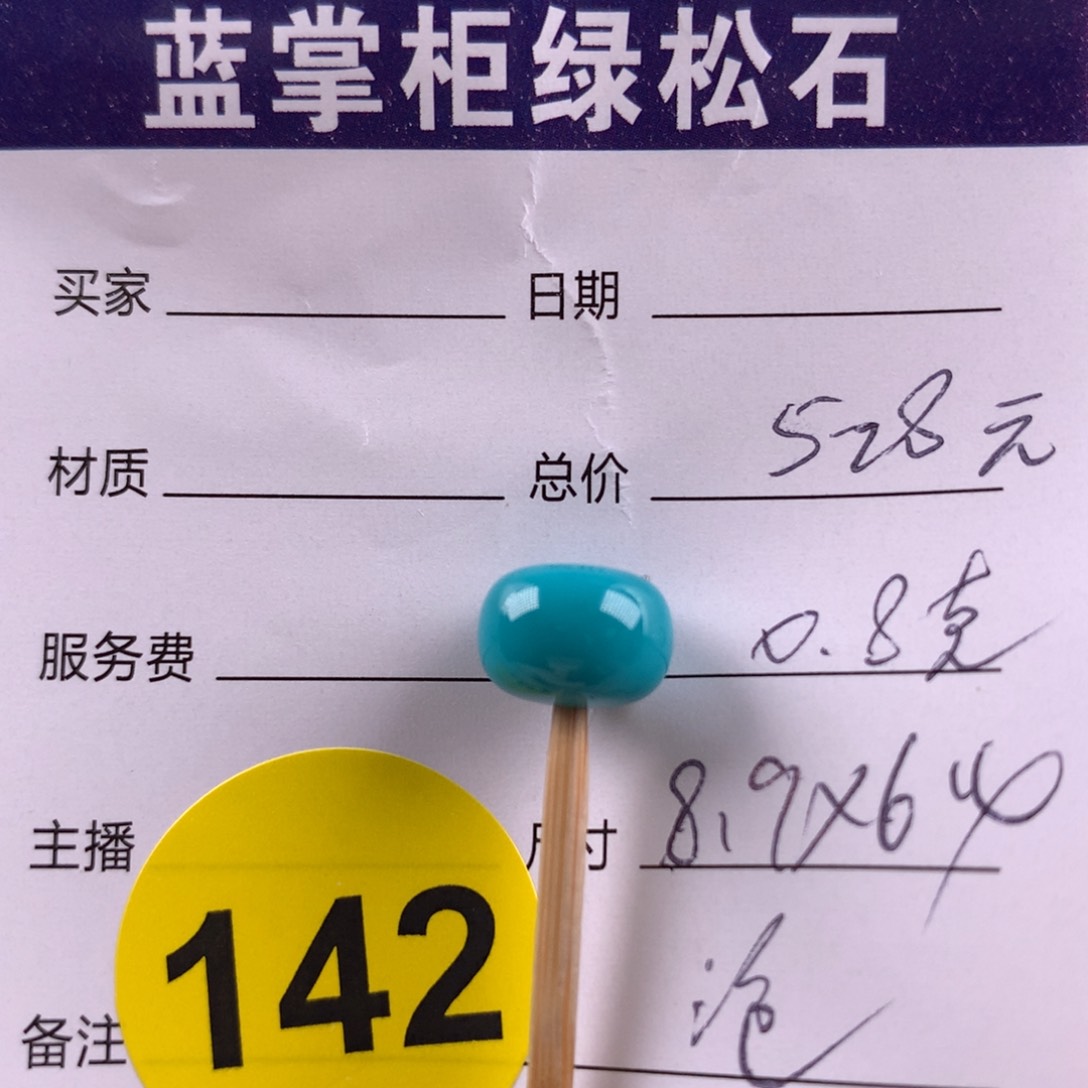 蓝掌柜绿松石
买家 日期
材质 总价 528元
服务费 0.8克
主播 尺寸 8.9X6
142
备注